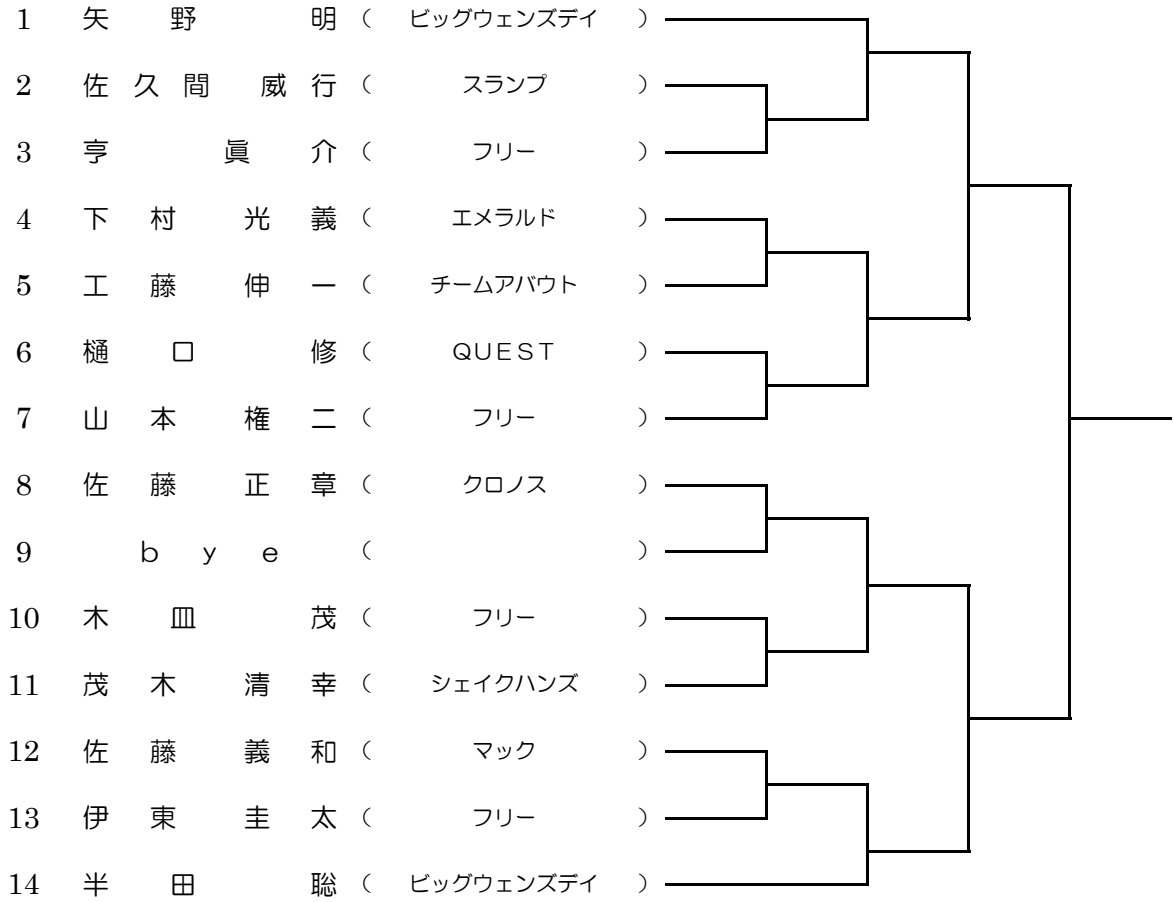 1 矢野 明 ( ビッグウェンズデイ )
2 佐久間 威行 ( スランプ )
3 亨 眞介 ( フリー )
4 下村 光義 ( エメラルド )
5 工藤 伸一 ( チームアバウト )
6 樋口 修 ( QUEST )
7 山本 権二 ( フリー )
8 佐藤 正章 ( クロノス )
9 bye ( )
10 木皿 茂 ( フリー )
11 茂木 清幸 ( シェイクハンズ )
12 佐藤 義和 ( マック )
13 伊東 圭太 ( フリー )
14 半田 聡 ( ビッグウェンズデイ )